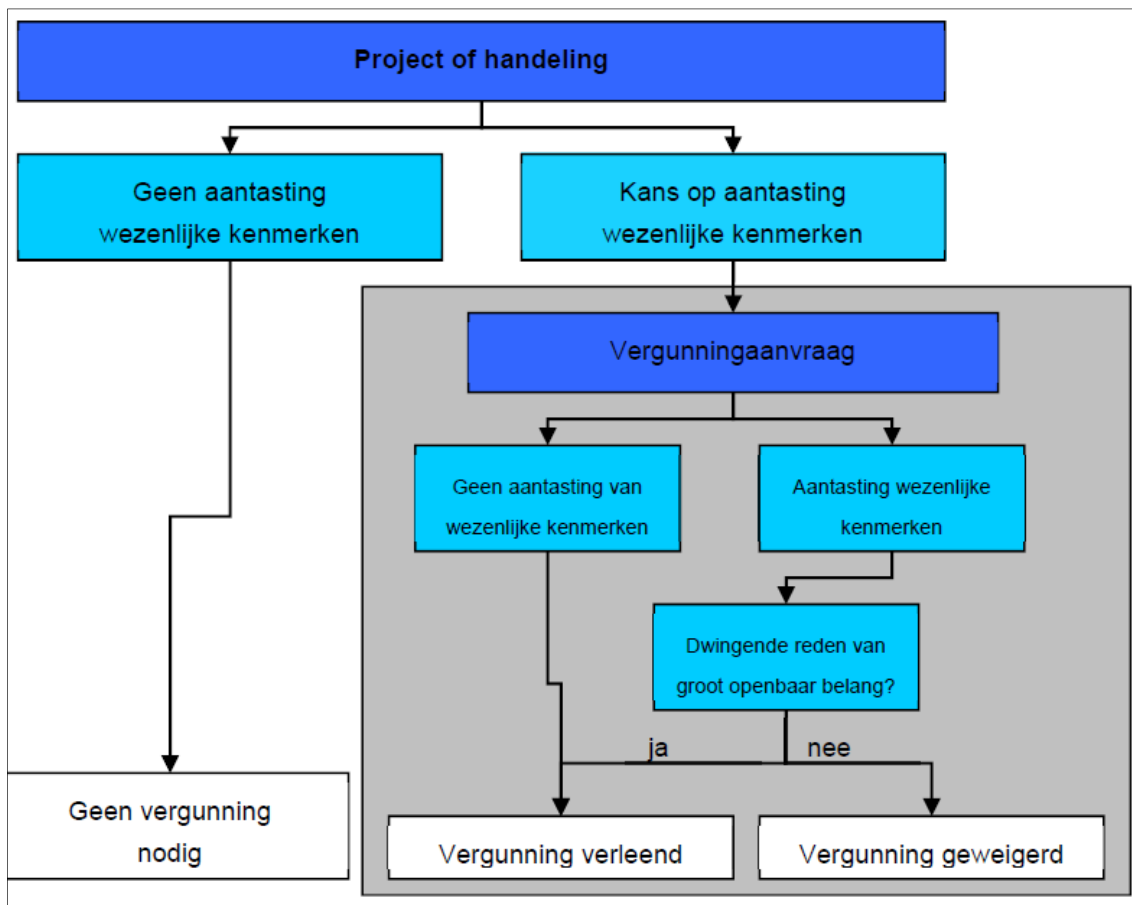 Project of handeling
Geen aantasting
wezenlijke kenmerken
Kans op aantasting
wezenlijke kenmerken
Vergunningaanvraag
Geen aantasting van
wezenlijke kenmerken
Aantasting wezenlijke
kenmerken
Dwingende reden van
groot openbaar belang?
ja
nee
Geen vergunning
nodig
Vergunning verleend
Vergunning geweigerd